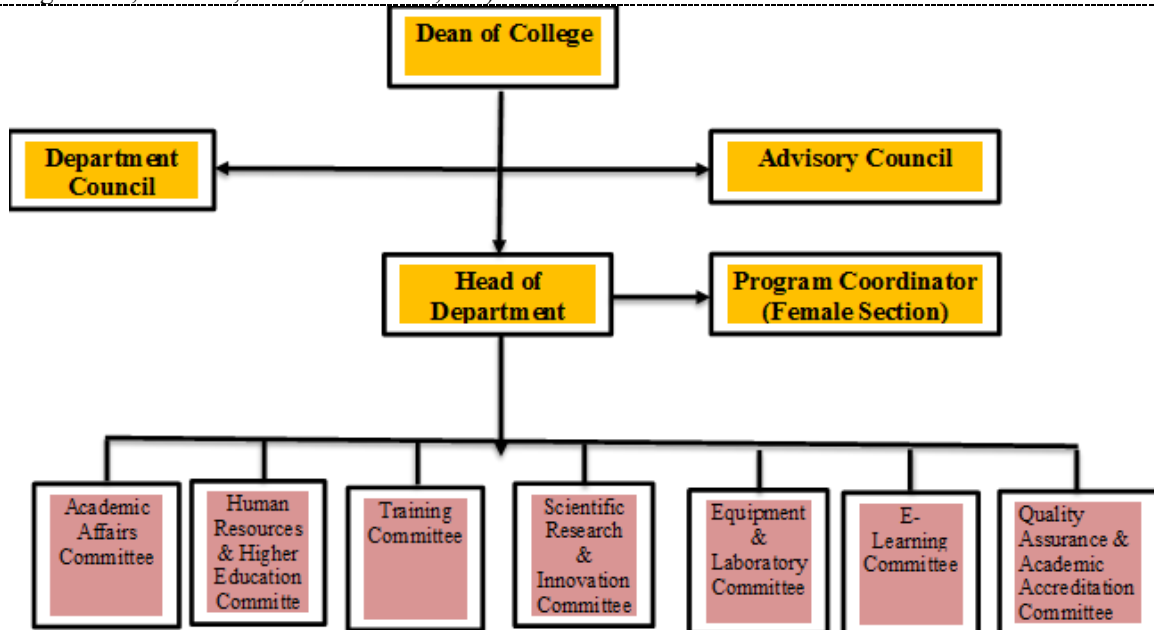 Dean of College
Department
Council
Advisory Council
Head of
Department
Program Coordinator
(Female Section)
Academic
Affairs
Committee
Human
Resources
& Higher
Education
Committe
Training
Committee
Scientific
Research
&
Innovation
Committee
Equipment
&
Laboratory
Committee
E-
Learning
Committee
Quality
Assurance &
Academic
Accreditation
Committee